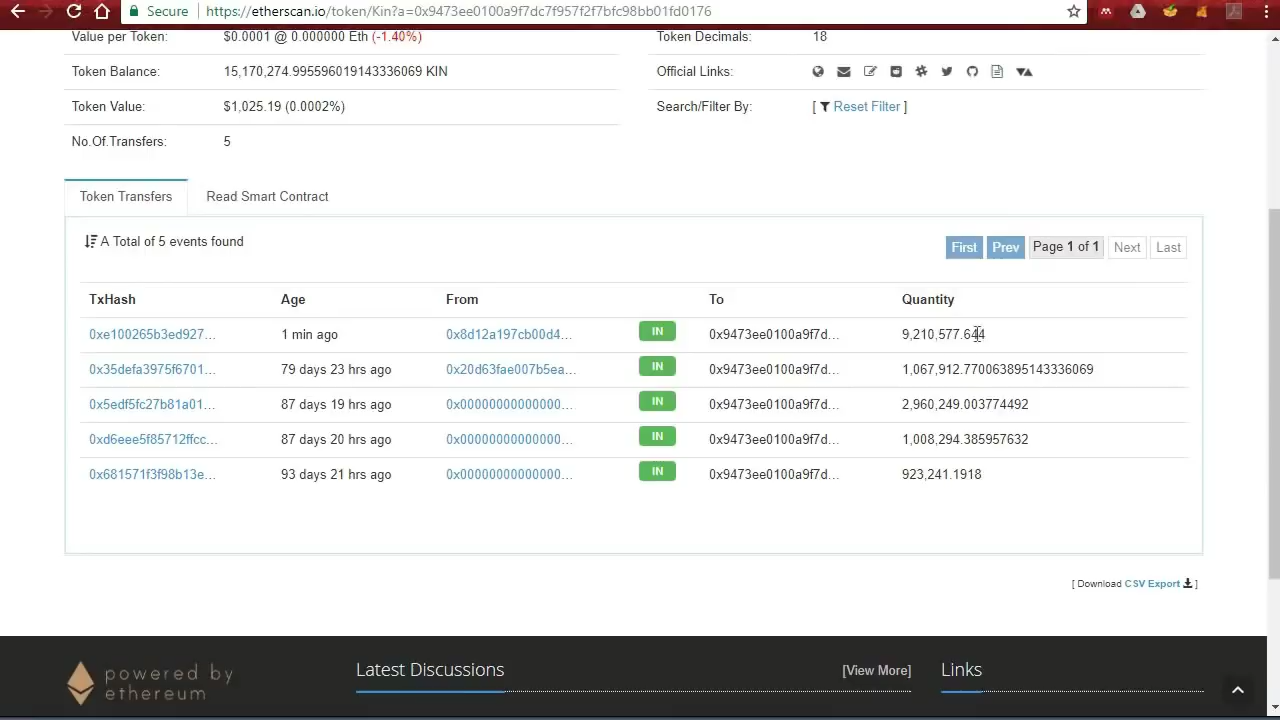 Secure https://etherscan.io/token/Kin?a=0x9473ee0100a9f7dc7f957f2f7bfc98bb01fd0176
Value per Token: $0.0001 @ 0.000000 Eth (-1.40%) Token Decimals: 18
Token Balance: 15,170,274.995596019143336069 KIN Official Links:
Token Value: $1,025.19 (0.0002%) Search/Filter By: [ Reset Filter ]
No.Of.Transfers: 5
Token Transfers Read Smart Contract
A Total of 5 events found First Prev Page 1 of 1 Next Last
TxHash Age From To Quantity
0xe100265b3ed927... 1 min ago 0x8d12a197cb00d4... IN 0x9473ee0100a9f7d... 9,210,577.644
0x35defa3975f6701... 79 days 23 hrs ago 0x20d63fae007b5ea... IN 0x9473ee0100a9f7d... 1,067,912.770063895143336069
0x5edf5fc27b81a01... 87 days 19 hrs ago 0x00000000000000... IN 0x9473ee0100a9f7d... 2,960,249.003774492
0xd6eee5f85712ffcc... 87 days 20 hrs ago 0x00000000000000... IN 0x9473ee0100a9f7d... 1,008,294.385957632
0x681571f3f98b13e... 93 days 21 hrs ago 0x00000000000000... IN 0x9473ee0100a9f7d... 923,241.1918
[ Download CSV Export ]
powered by
ethereum
Latest Discussions [View More] Links